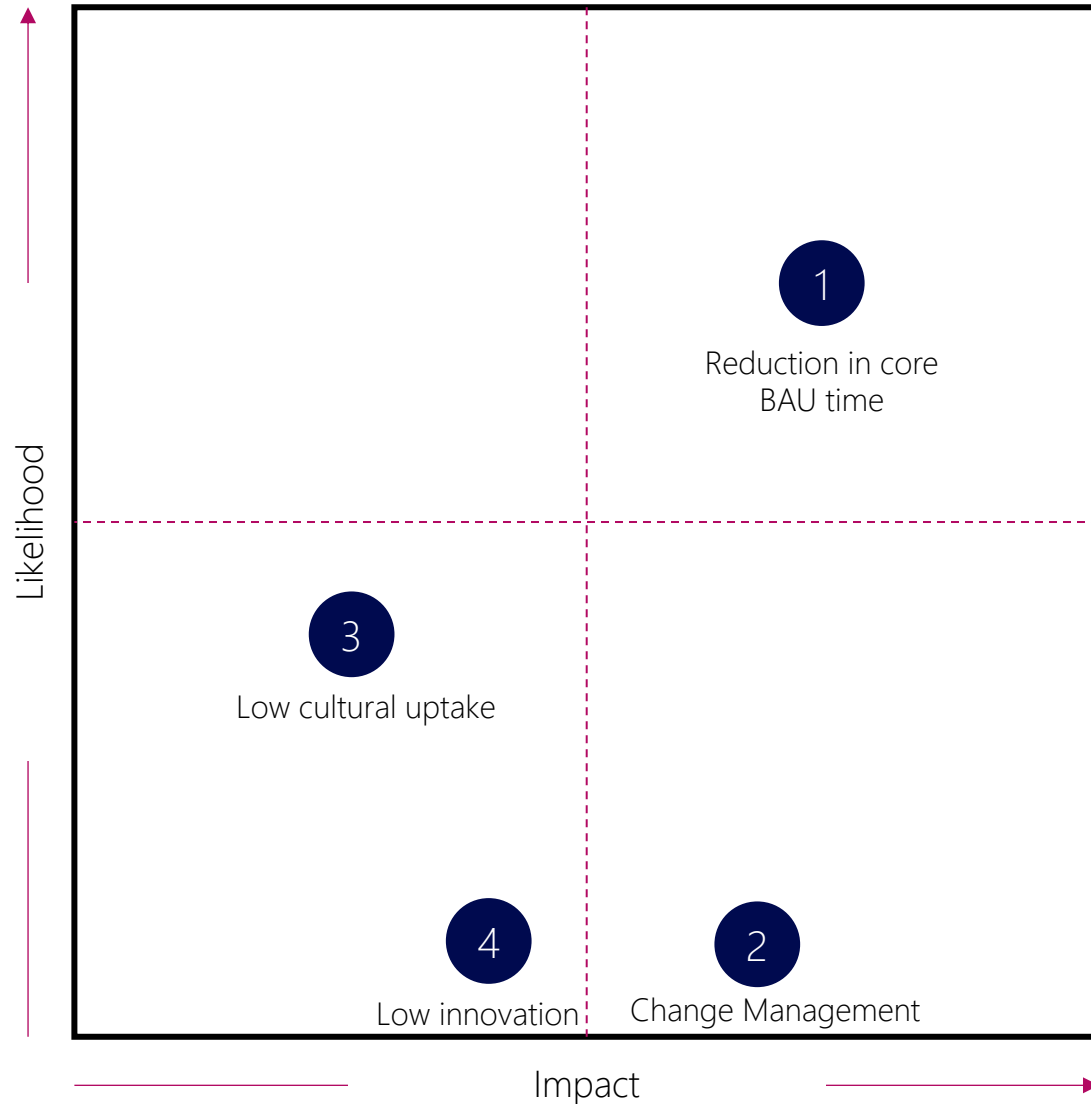 1
Reduction in core
BAU time
Likelihood
3
Low cultural uptake
4
Low innovation
2
Change Management
Impact